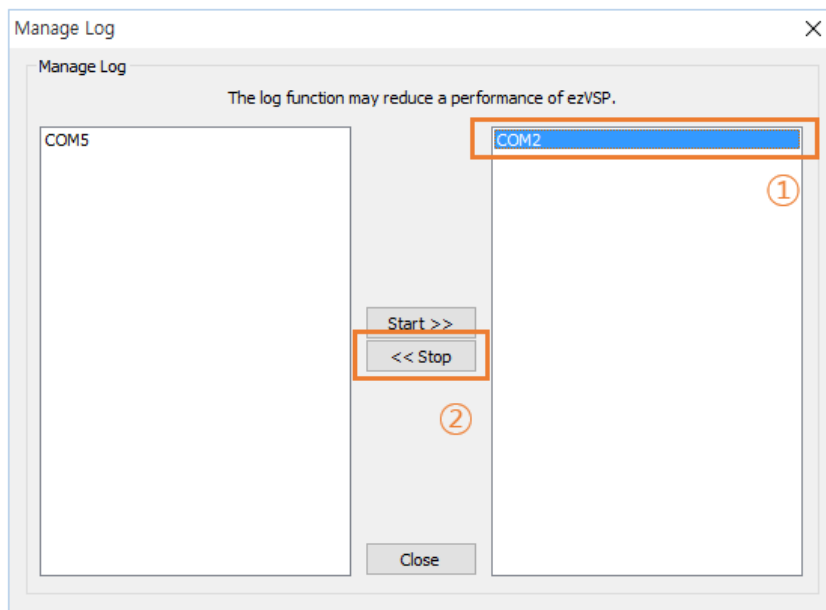 Manage Log
Manage Log
The log function may reduce a performance of ezVSP.
COM5
COM2
①
Start >>
<< Stop
②
Close